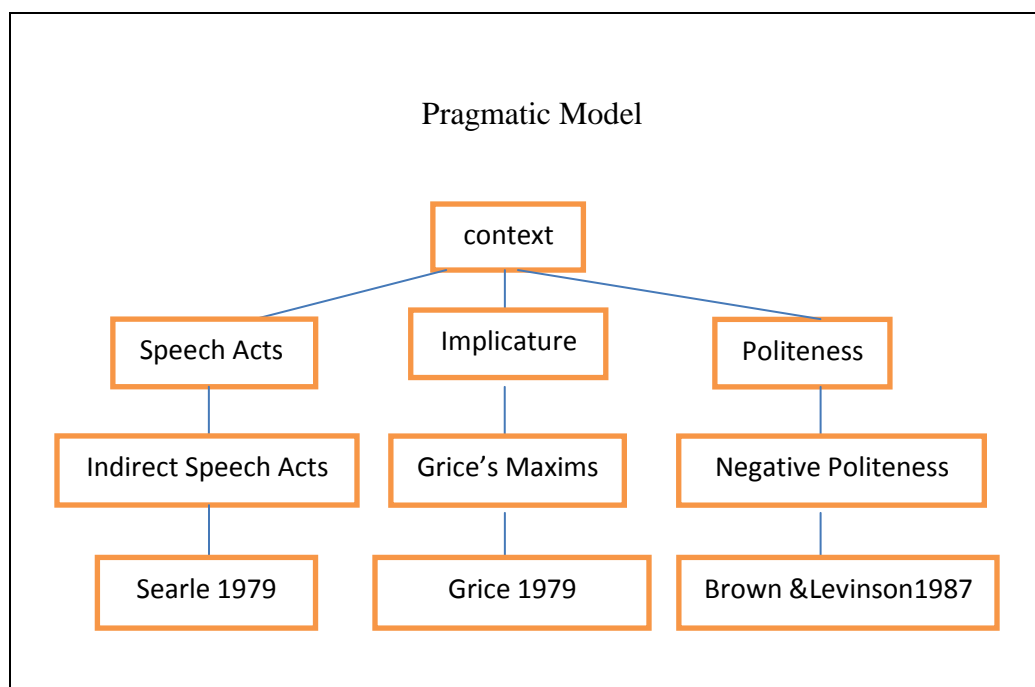 Pragmatic Model
context
Speech Acts
Implicature
Politeness
Indirect Speech Acts
Grice’s Maxims
Negative Politeness
Searle 1979
Grice 1979
Brown &Levinson1987